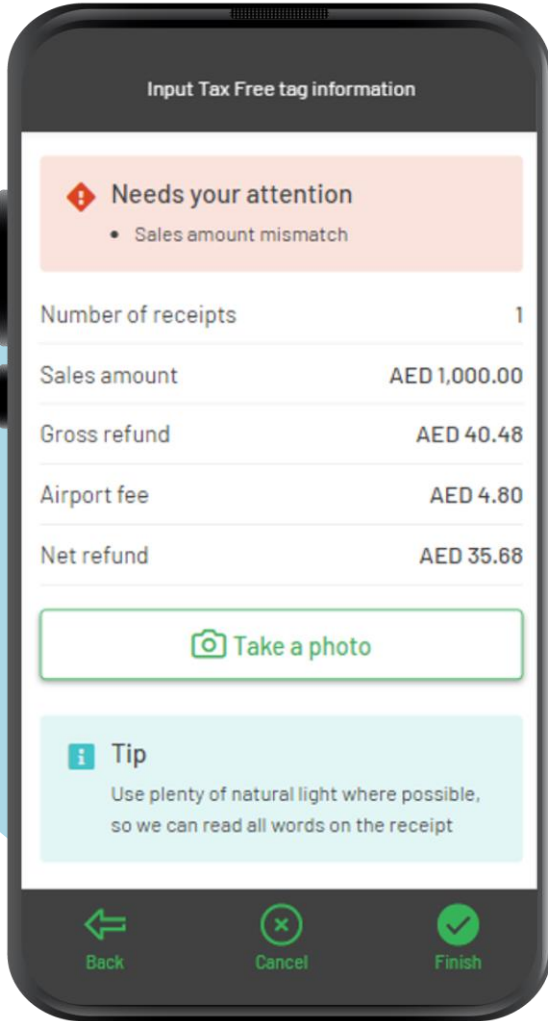 Input Tax Free tag information
Needs your attention
• Sales amount mismatch
Number of receipts 1
Sales amount AED 1,000.00
Gross refund AED 40.48
Airport fee AED 4.80
Net refund AED 35.68
Take a photo
Tip
Use plenty of natural light where possible,
so we can read all words on the receipt
Back Cancel Finish